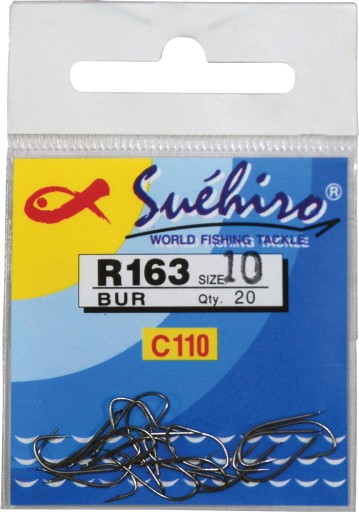 Suéhiro®
WORLD FISHING TACKLE
R163 SIZE 10
BUR Qty. 20
C110